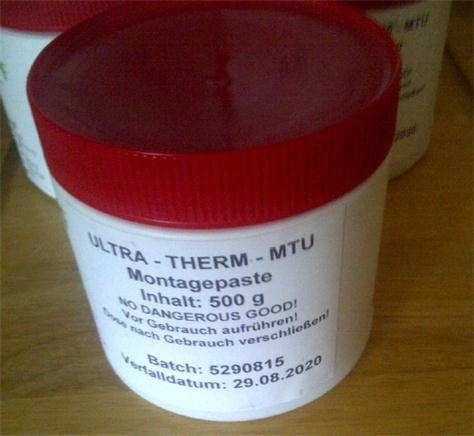 ULTRA - THERM - MTU
Montagepaste
Inhalt: 500 g
NO DANGEROUS GOOD!
Vor Gebrauch aufrühren!
Dose nach Gebrauch verschließen!
Batch: 5290815
Verfalldatum: 29.08.2020
- MTU